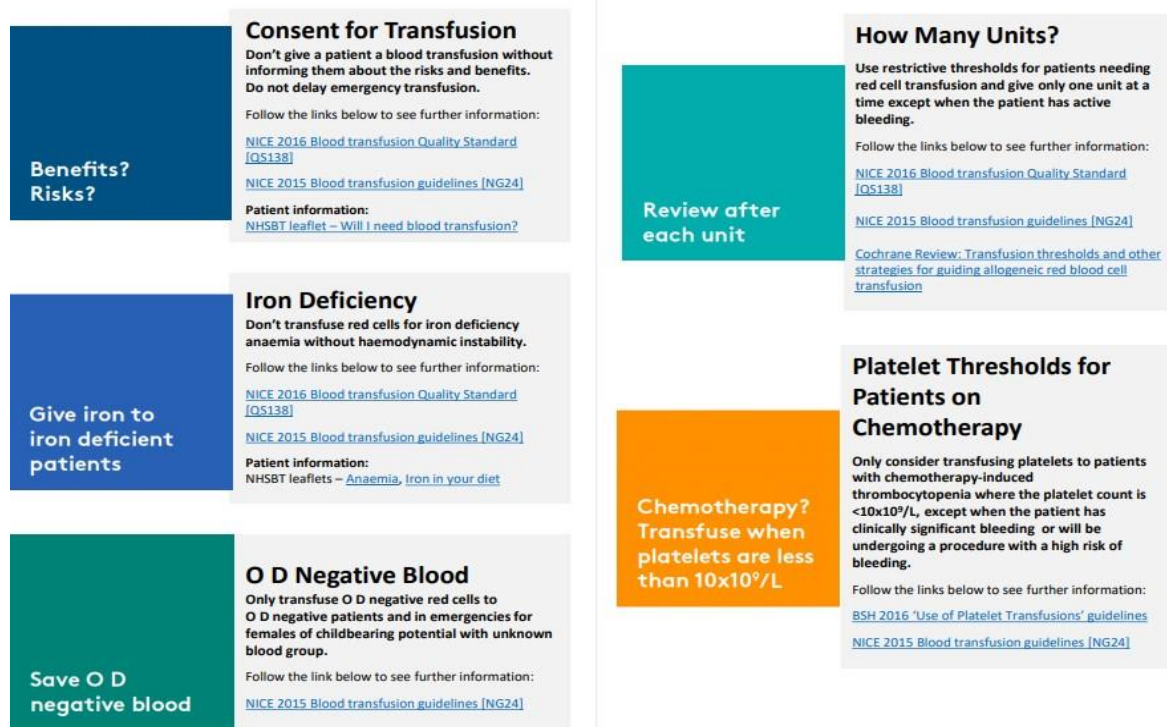 Benefits?
Risks?
Consent for Transfusion
Don't give a patient a blood transfusion without
informing them about the risks and benefits.
Do not delay emergency transfusion.
Follow the links below to see further information:
NICE 2016 Blood transfusion Quality Standard
[QS138]
NICE 2015 Blood transfusion guidelines [NG24]
Patient information:
NHSBT leaflet – Will I need blood transfusion?
Give iron to
iron deficient
patients
Iron Deficiency
Don't transfuse red cells for iron deficiency
anaemia without haemodynamic instability.
Follow the links below to see further information:
NICE 2016 Blood transfusion Quality Standard
[QS138]
NICE 2015 Blood transfusion guidelines [NG24]
Patient information:
NHSBT leaflets – Anaemia, Iron in your diet
Save O D
negative blood
O D Negative Blood
Only transfuse O D negative red cells to
O D negative patients and in emergencies for
females of childbearing potential with unknown
blood group.
Follow the link below to see further information:
NICE 2015 Blood transfusion guidelines [NG24]
Review after
each unit
How Many Units?
Use restrictive thresholds for patients needing
red cell transfusion and give only one unit at a
time except when the patient has active
bleeding.
Follow the links below to see further information:
NICE 2016 Blood transfusion Quality Standard
[QS138]
NICE 2015 Blood transfusion guidelines [NG24]
Cochrane Review: Transfusion thresholds and other
strategies for guiding allogeneic red blood cell
transfusion
Chemotherapy?
Transfuse when
platelets are less
than 10x10⁹/L
Platelet Thresholds for
Patients on
Chemotherapy
Only consider transfusing platelets to patients
with chemotherapy-induced
thrombocytopenia where the platelet count is
<10x10⁹/L, except when the patient has
clinically significant bleeding or will be
undergoing a procedure with a high risk of
bleeding.
Follow the links below to see further information:
BSH 2016 'Use of Platelet Transfusions' guidelines
NICE 2015 Blood transfusion guidelines [NG24]